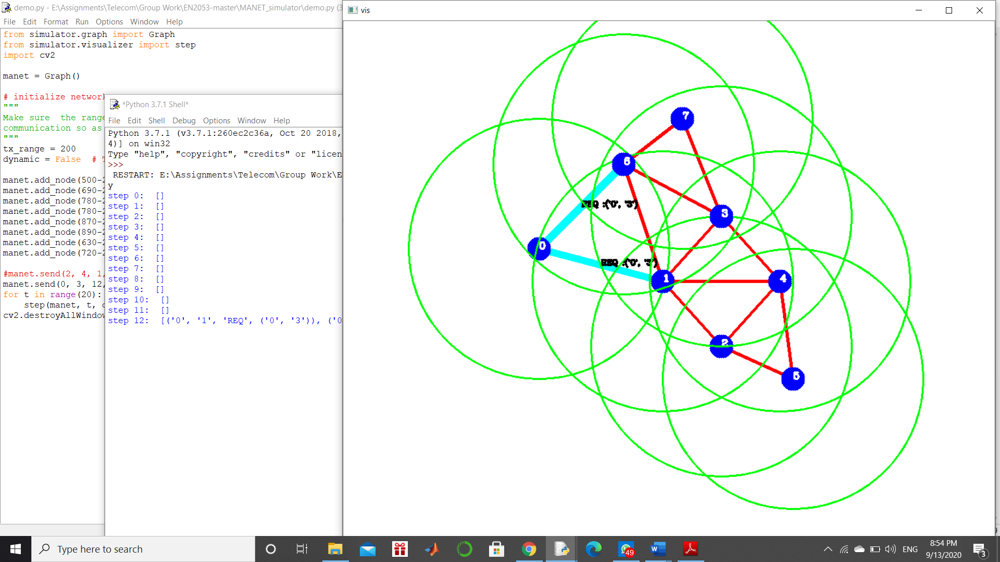 demo.py - E:\Assignments\Telecom\Group Work\EN2053-master\MANET_simulator\demo.py (3
File Edit Format Run Options Window Help
from simulator.graph import Graph
from simulator.visualizer import step
import cv2
manet = Graph()
# initialize network
"""
Make sure the range
communication so as
"""
tx_range = 200
dynamic = False # T
manet.add_node(500-2
manet.add_node(690-2
manet.add_node(780-2
manet.add_node(780-2
manet.add_node(870-2
manet.add_node(890-2
manet.add_node(630-2
manet.add_node(720-2
#manet.send(2, 4, 1,
manet.send(0, 3, 12,
for t in range(20):
step(manet, t, d
cv2.destroyAllWindow
*Python 3.7.1 Shell*
File Edit Shell Debug Options Window Help
Python 3.7.1 (v3.7.1:260ec2c36a, Oct 20 2018,
4)] on win32
Type "help", "copyright", "credits" or "licen
>>>
RESTART: E:\Assignments\Telecom\Group Work\E
y
step 0: []
step 1: []
step 2: []
step 3: []
step 4: []
step 5: []
step 6: []
step 7: []
step 8: []
step 9: []
step 10: []
step 11: []
step 12: [('0', '1', 'REQ', ('0', '3')), ('0
vis
7
6
REQ :('0', '3')
3
0
REQ :('0', '3')
1
4
2
5
Type here to search
49
ENG
8:54 PM
9/13/2020
3